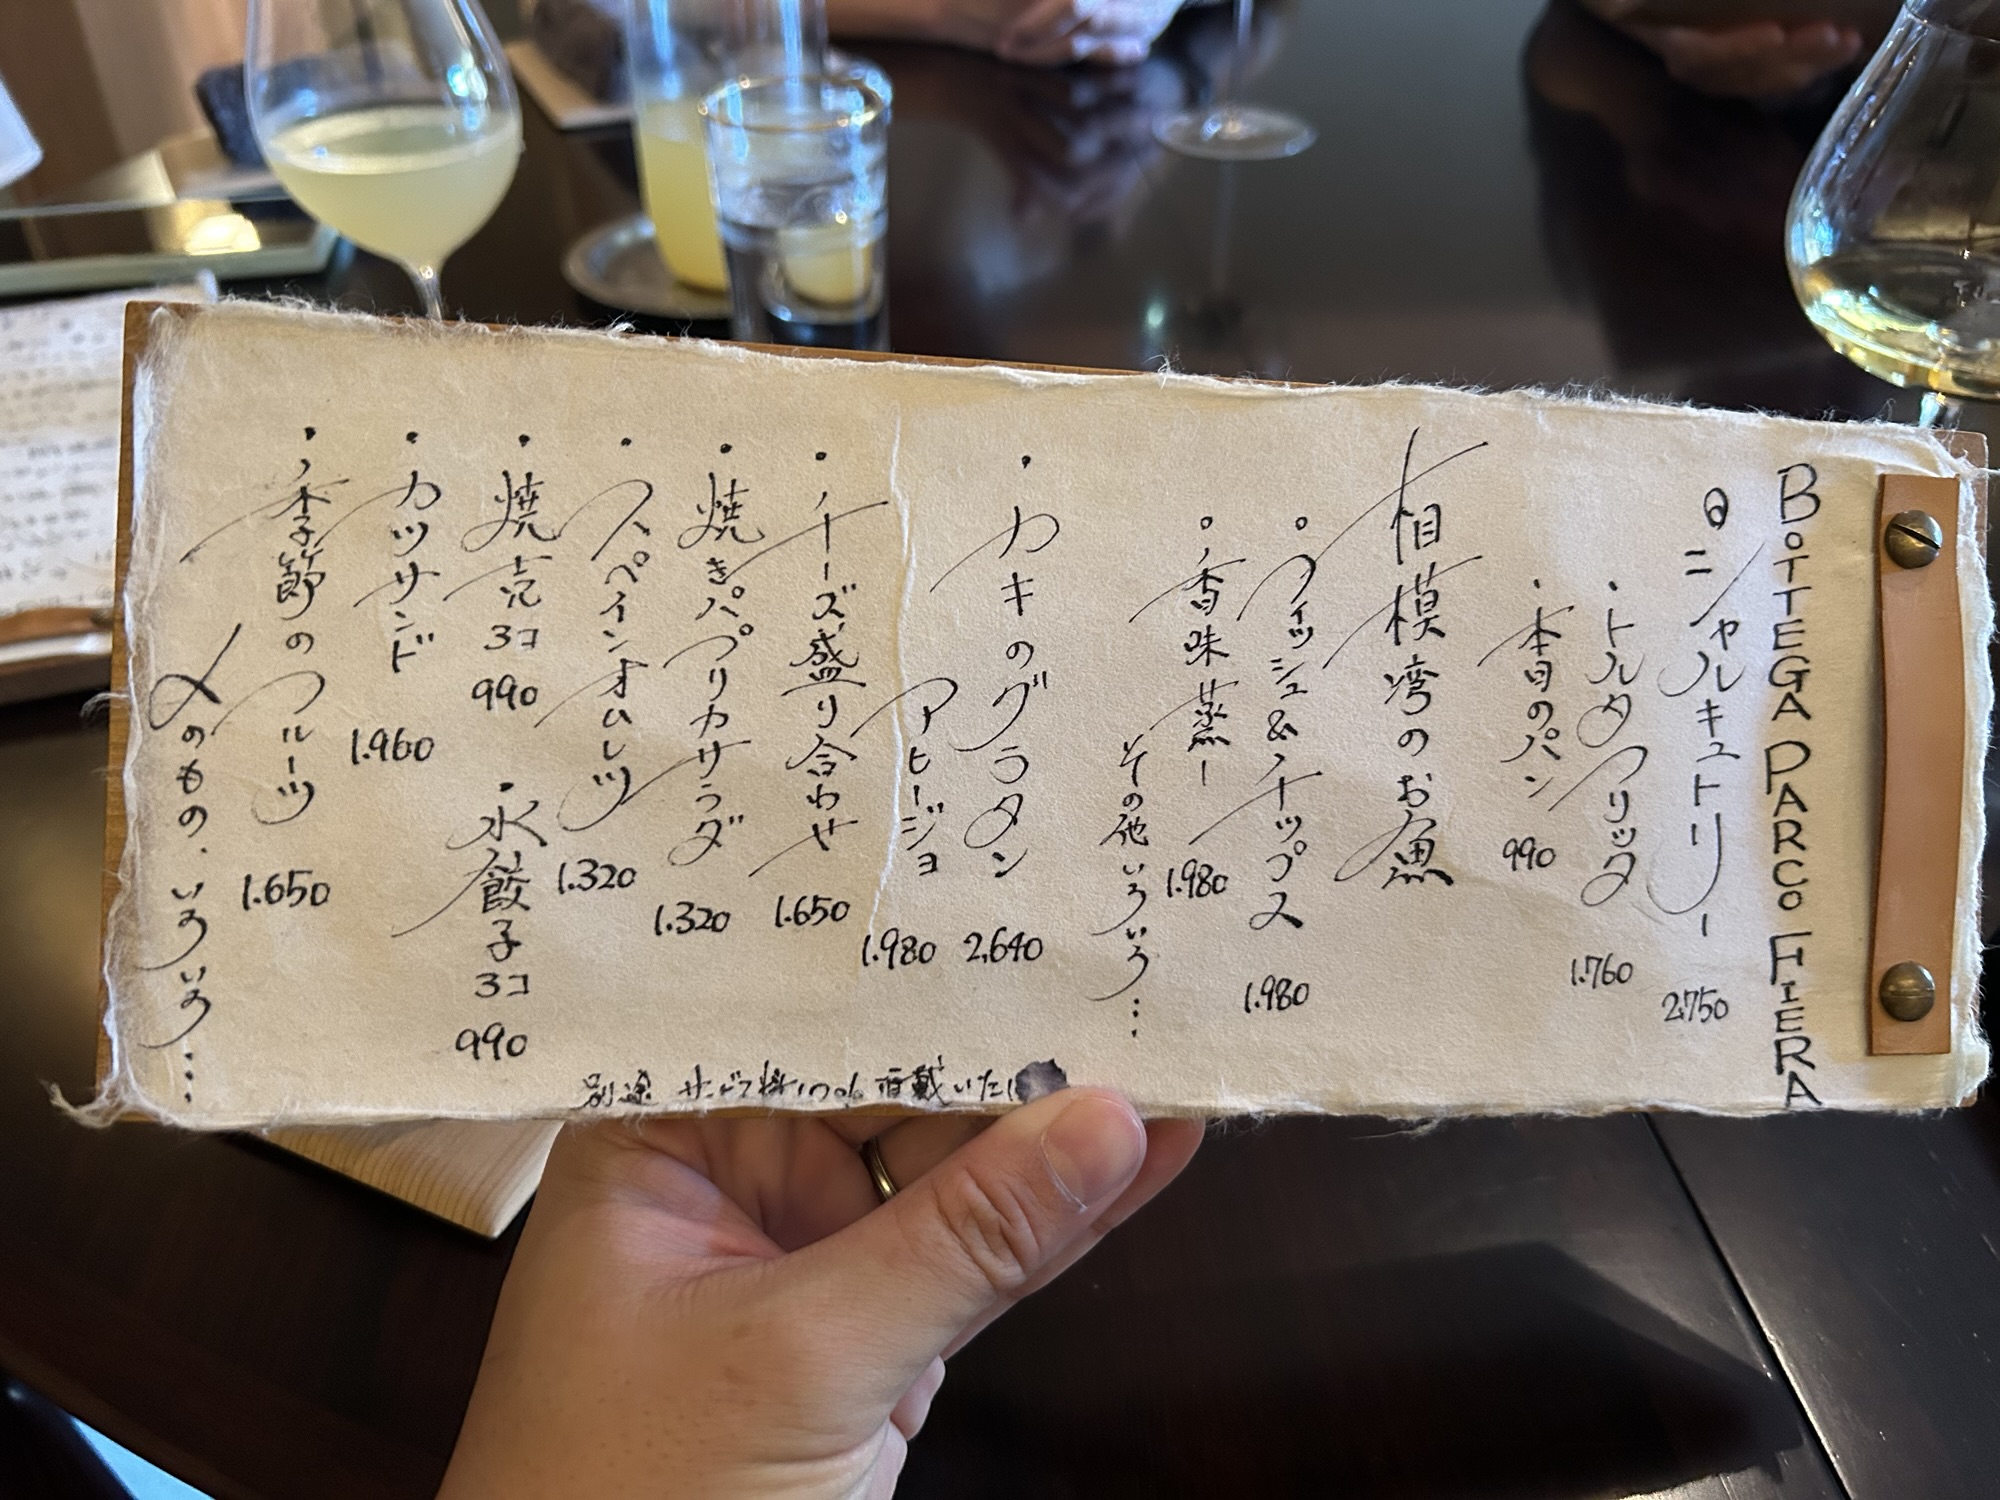 BOTTEGA PARCO FIERA
シャルキュトリー 2.750
・トルタフリッタ 1.760
・本日のパン 990
相模湾のお魚
○フィッシュ&チップス 1.980
○香味蒸し 1.980
その他いろいろ…
・カキのグラタン 2.640
アヒージョ 1.980
・チーズ盛り合わせ 1.650
・焼きパプリカサラダ 1.320
・スペインオムレツ 1.320
・焼売3コ 990
・水餃子3コ 990
・カツサンド 1.960
・季節のフルーツ 1.650
〆のもの、いろいろ…
別途 サービス料10%